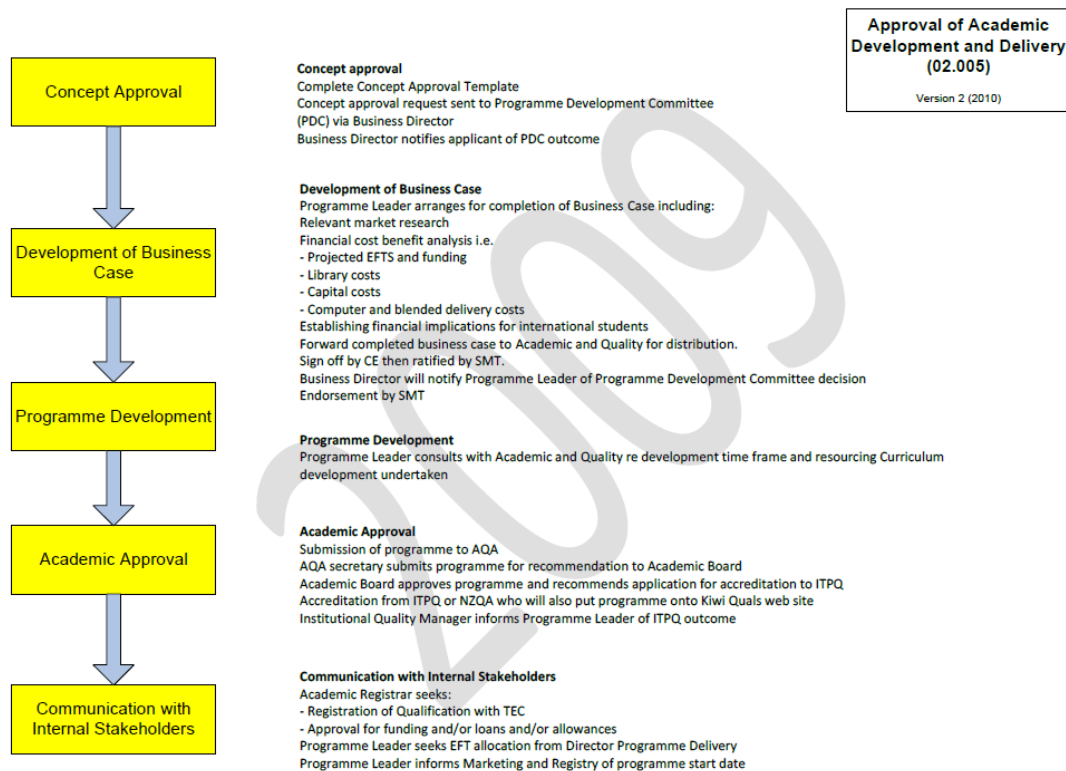 Approval of Academic
Development and Delivery
(02.005)
Version 2 (2010)
Concept Approval
Concept approval
Complete Concept Approval Template
Concept approval request sent to Programme Development Committee
(PDC) via Business Director
Business Director notifies applicant of PDC outcome
Development of Business
Case
Development of Business Case
Programme Leader arranges for completion of Business Case including:
Relevant market research
Financial cost benefit analysis i.e.
- Projected EFTS and funding
- Library costs
- Capital costs
- Computer and blended delivery costs
Establishing financial implications for international students
Forward completed business case to Academic and Quality for distribution.
Sign off by CE then ratified by SMT.
Business Director will notify Programme Leader of Programme Development Committee decision
Endorsement by SMT
Programme Development
Programme Development
Programme Leader consults with Academic and Quality re development time frame and resourcing Curriculum
development undertaken
Academic Approval
Academic Approval
Submission of programme to AQA
AQA secretary submits programme for recommendation to Academic Board
Academic Board approves programme and recommends application for accreditation to ITPQ
Accreditation from ITPQ or NZQA who will also put programme onto Kiwi Quals web site
Institutional Quality Manager informs Programme Leader of ITPQ outcome
Communication with
Internal Stakeholders
Communication with Internal Stakeholders
Academic Registrar seeks:
- Registration of Qualification with TEC
- Approval for funding and/or loans and/or allowances
Programme Leader seeks EFT allocation from Director Programme Delivery
Programme Leader informs Marketing and Registry of programme start date
2009